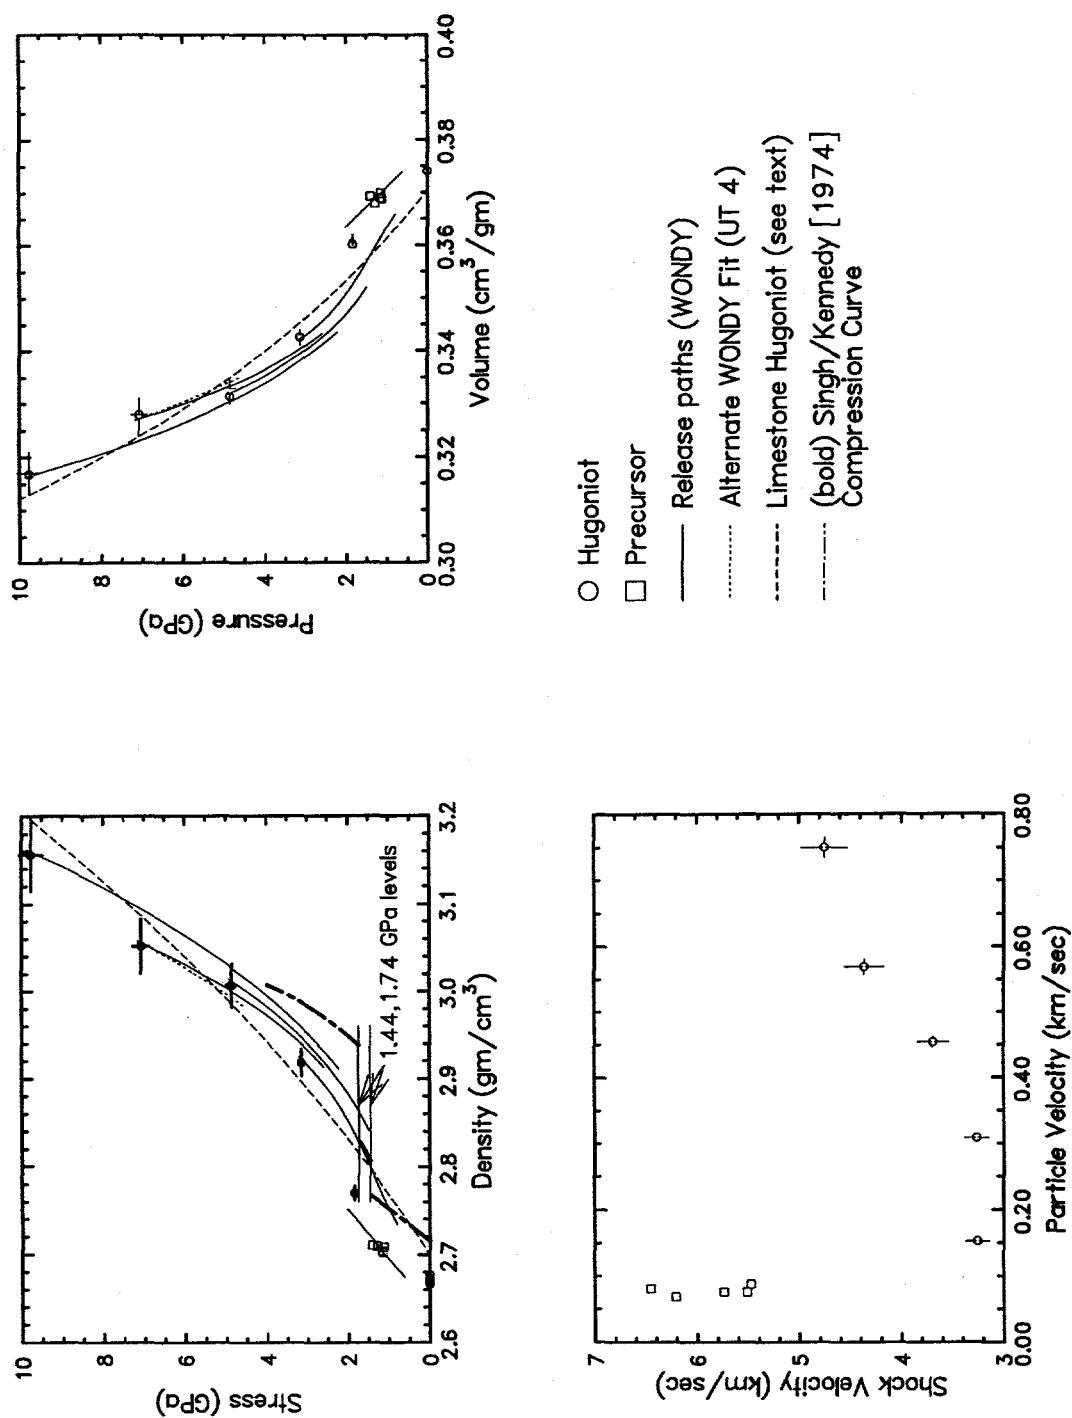 10
8
6
4
2
0
Stress (GPa)
2.6
2.7
2.8
2.9
3.0
3.1
3.2
Density (gm/cm³)
1.44,1.74 GPa levels
10
8
6
4
2
0
Pressure (GPa)
0.30
0.32
0.34
0.36
0.38
0.40
Volume (cm³/gm)
7
6
5
4
3
Shock Velocity (km/sec)
0.00
0.20
0.40
0.60
0.80
Particle Velocity (km/sec)
Hugoniot
Precursor
Release paths (WONDY)
Alternate WONDY Fit (UT 4)
Limestone Hugoniot (see text)
(bold) Singh/Kennedy [1974]
Compression Curve